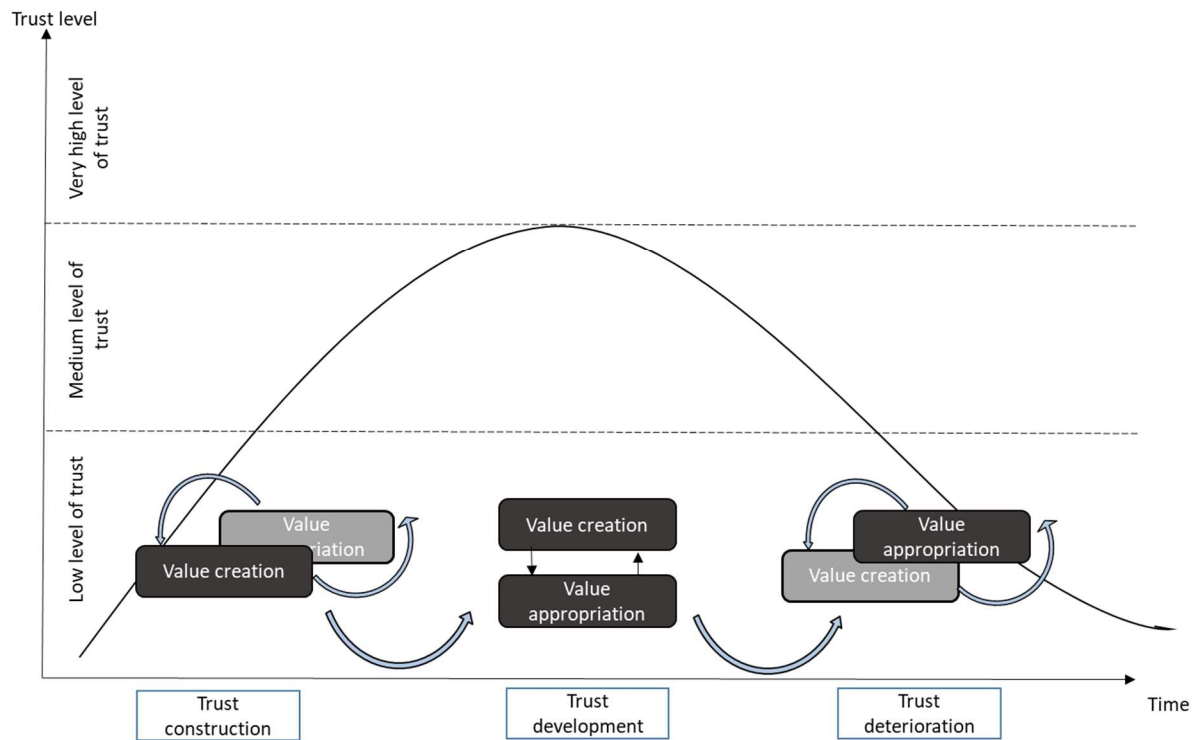 Trust level
Very high level
of trust
Medium level of
trust
Low level of trust
Value
Value creation
Value creation
Value
appropriation
Value
appropriation
Value creation
Trust
construction
Trust
development
Trust
deterioration
Time